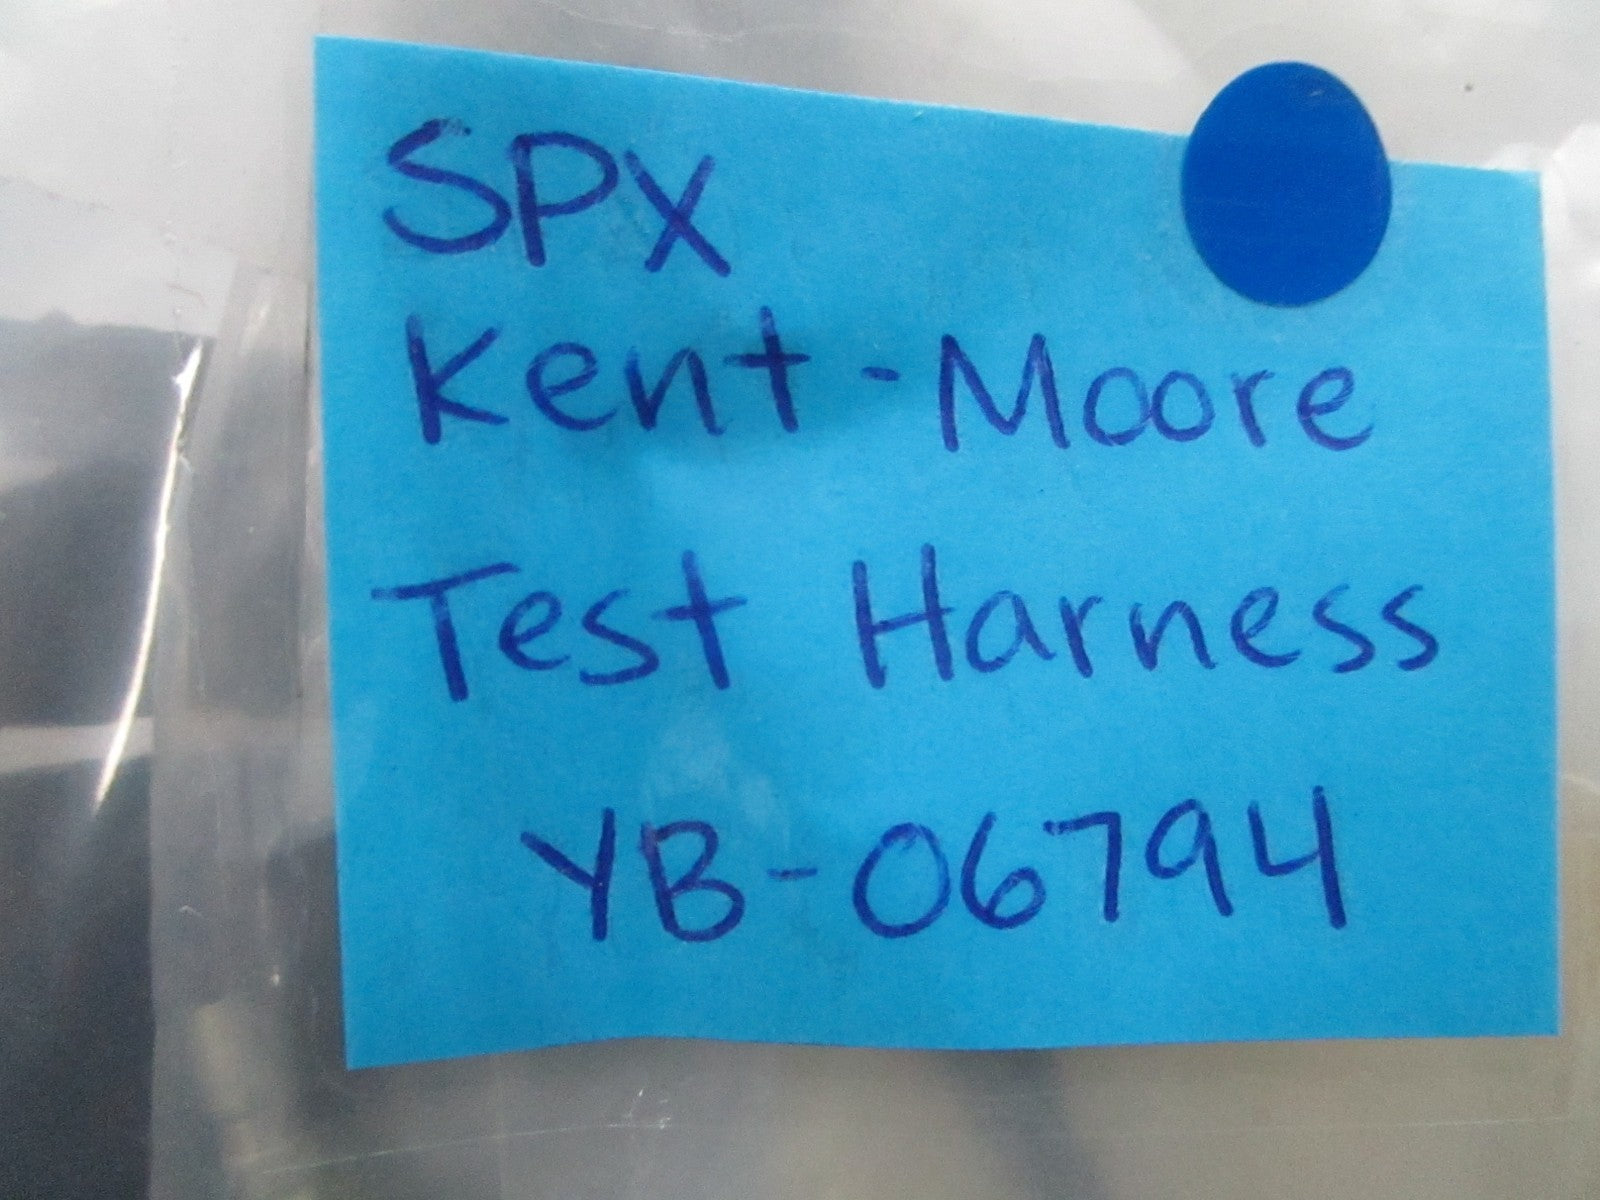 SPX
Kent-Moore
Test Harness
YB-06794